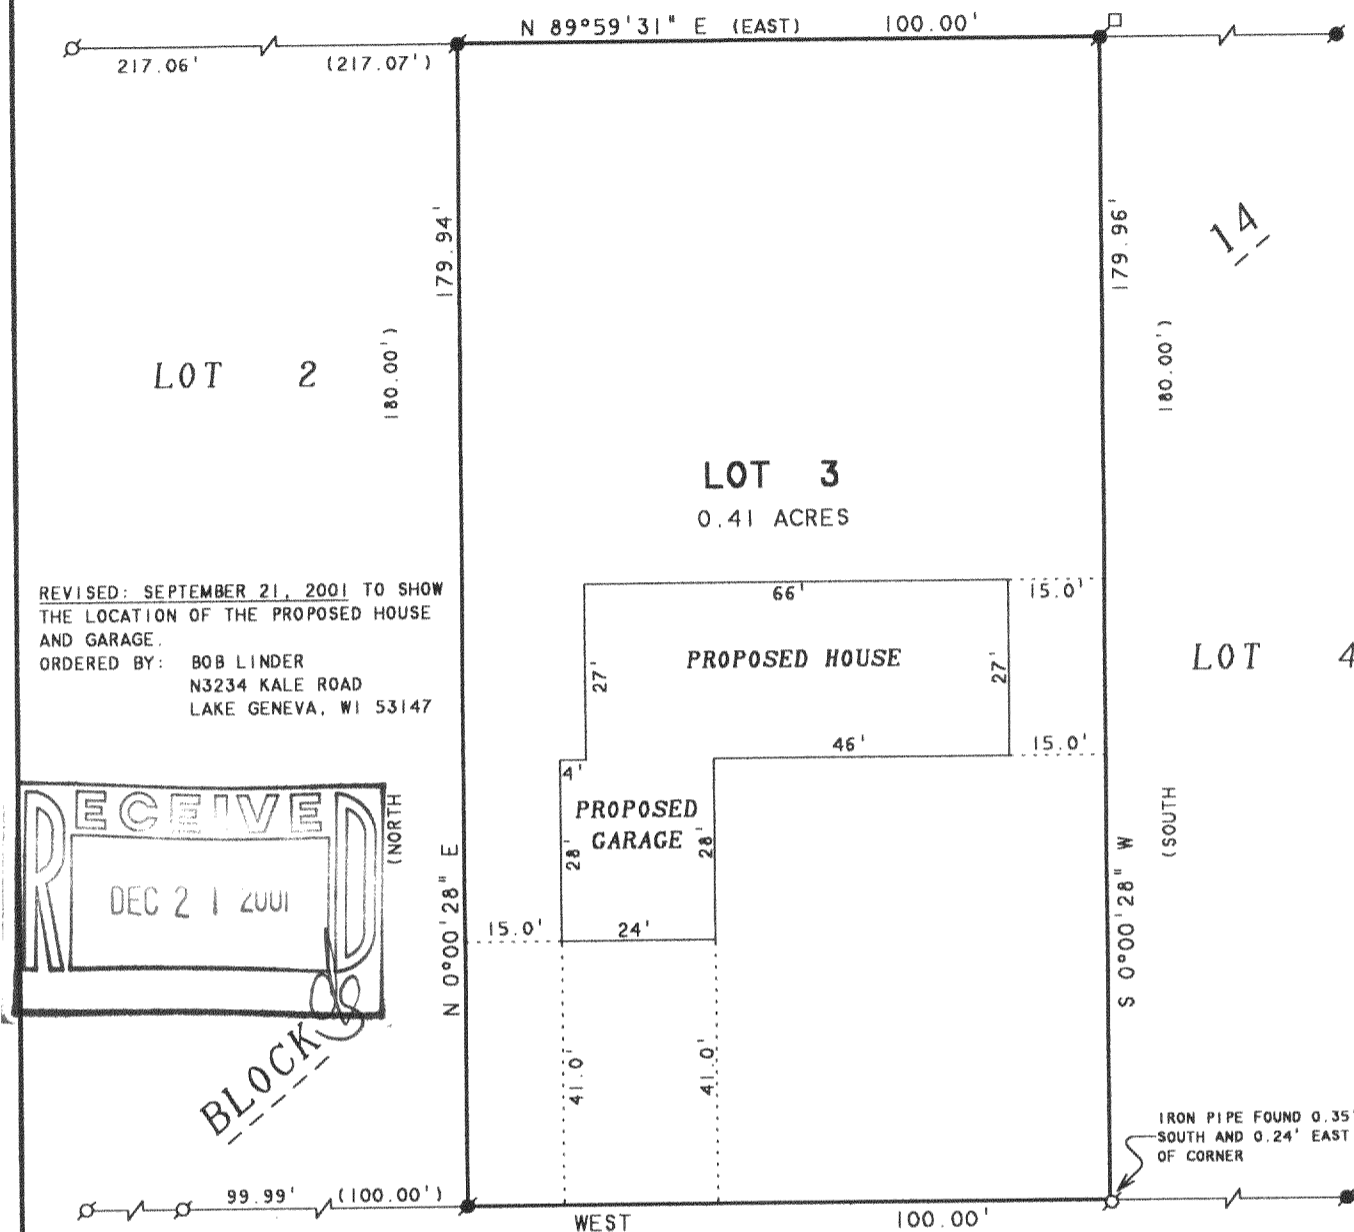 N 89°59'31" E (EAST) 100.00'
217.06' (217.07')
179.94'
(180.00')
179.96'
(180.00')
14
LOT 2
LOT 3
0.41 ACRES
REVISED: SEPTEMBER 21, 2001 TO SHOW
THE LOCATION OF THE PROPOSED HOUSE
AND GARAGE.
ORDERED BY: BOB LINDER
N3234 KALE ROAD
LAKE GENEVA, WI 53147
66'
15.0'
PROPOSED HOUSE
27'
27'
LOT 4
46'
15.0'
4'
PROPOSED
GARAGE
28'
28'
RECEIVED
DEC 21 2001
(NORTH
N 0°00'28" E
(SOUTH
S 0°00'28" W
15.0'
24'
41.0'
41.0'
BLOCK
IRON PIPE FOUND 0.35'
SOUTH AND 0.24' EAST
OF CORNER
99.99' (100.00')
WEST 100.00'